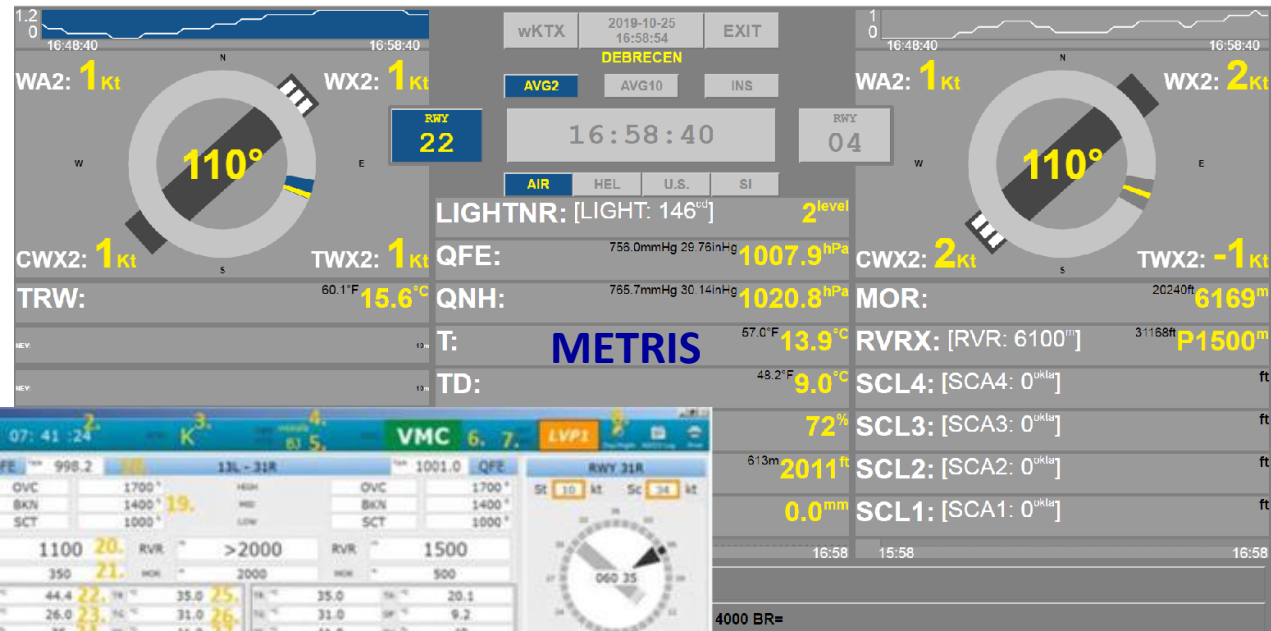 1.2
0
16:48:40 16:58:40
N
WA2: 1Kt WX2: 1Kt
W 110° E
CWX2: 1Kt TWX2: 1Kt
S
TRW: 60.1°F 15.6°C
wKTX 2019-10-25 16:58:54 EXIT
DEBRECEN
AVG2 AVG10 INS
RWY 22 16:58:40 RWY 04
AIR HEL U.S. SI
LIGHTNR: [LIGHT: 146cd] 2level
QFE: 756.0mmHg 29.76inHg 1007.9hPa
QNH: 765.7mmHg 30.14inHg 1020.8hPa
T: 57.0°F 13.9°C
METRIS
TD: 48.2°F 9.0°C
72%
613m 2011ft
0.0mm
16:58
4000 BR=
1
0
16:48:40 16:58:40
N
WA2: 1Kt WX2: 2Kt
W 110° E
CWX2: 2Kt TWX2: -1Kt
S
MOR: 20240ft 6169m
RVRX: [RVR: 6100m] 31168ft P1500m
SCL4: [SCA4: 0okta] ft
SCL3: [SCA3: 0okta] ft
SCL2: [SCA2: 0okta] ft
SCL1: [SCA1: 0okta] ft
15:58 16:58
07: 41 :24 2. K 3. 4. 5. VMC 6. 7. LVP1
998.2 13L - 31R 1001.0 QFE RWY 31R
OVC 1700 HIGH OVC 1700
BKN 1400 19. MID BKN 1400
SCT 1000 LOW SCT 1000
St 10 kt Sc 34 kt
1100 20. RVR >2000 RVR 1500
350 21. MOR 2000 MOR 500
060 35
44.4 22. 35.0 25. 35.0 20.1
26.0 23. 31.0 26. 31.0 9.2